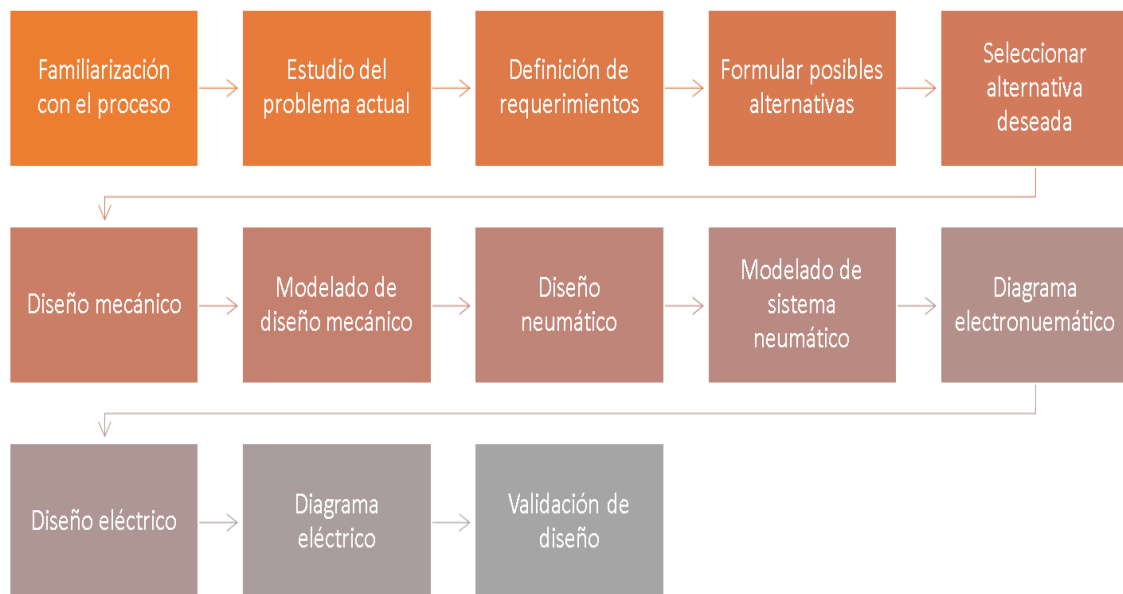 Familiarización
con el proceso
Estudio del
problema actual
Definición de
requerimientos
Formular posibles
alternativas
Seleccionar
alternativa
deseada
Diseño mecánico
Modelado de
diseño mecánico
Diseño
neumático
Modelado de
sistema
neumático
Diagrama
electronuemático
Diseño eléctrico
Diagrama
eléctrico
Validación de
diseño